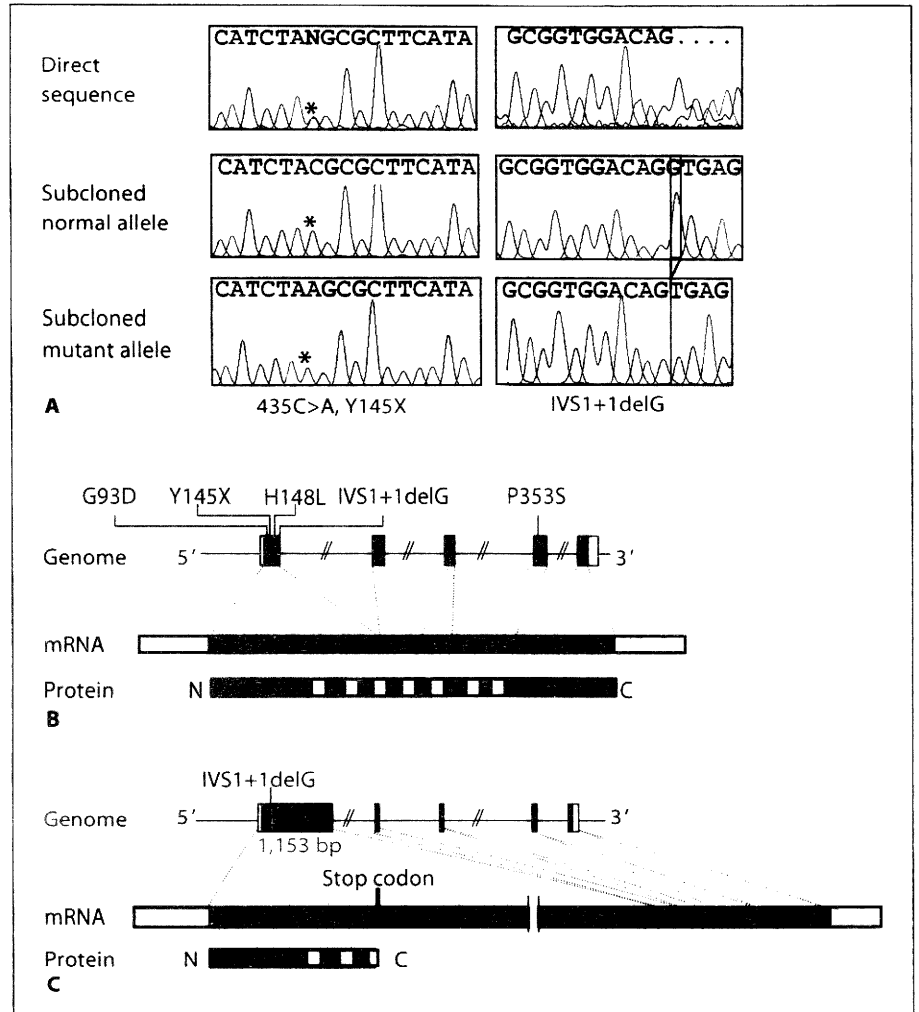 Direct sequence
CATCTANGCGCTTCATA
*
GCGGTGGACAG....
Subcloned normal allele
CATCTACGCGCTTCATA
*
GCGGTGGACAGGTGAG
Subcloned mutant allele
CATCTAAGCGCTTCATA
*
GCGGTGGACAGTGAG
A
435C>A, Y145X
IVS1+1delG
G93D Y145X H148L IVS1+1delG P353S
Genome 5′ 3′
mRNA
Protein N C
B
IVS1+1delG
Genome 5′ 3′
1,153 bp
Stop codon
mRNA
Protein N C
C